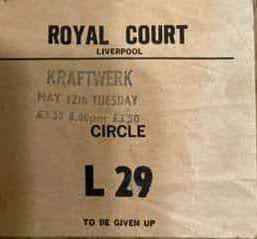 ROYAL COURT
LIVERPOOL
KRAFTWERK
MAY 12th TUESDAY
£3.50 8.00pm £3.50
CIRCLE
L 29
TO BE GIVEN UP